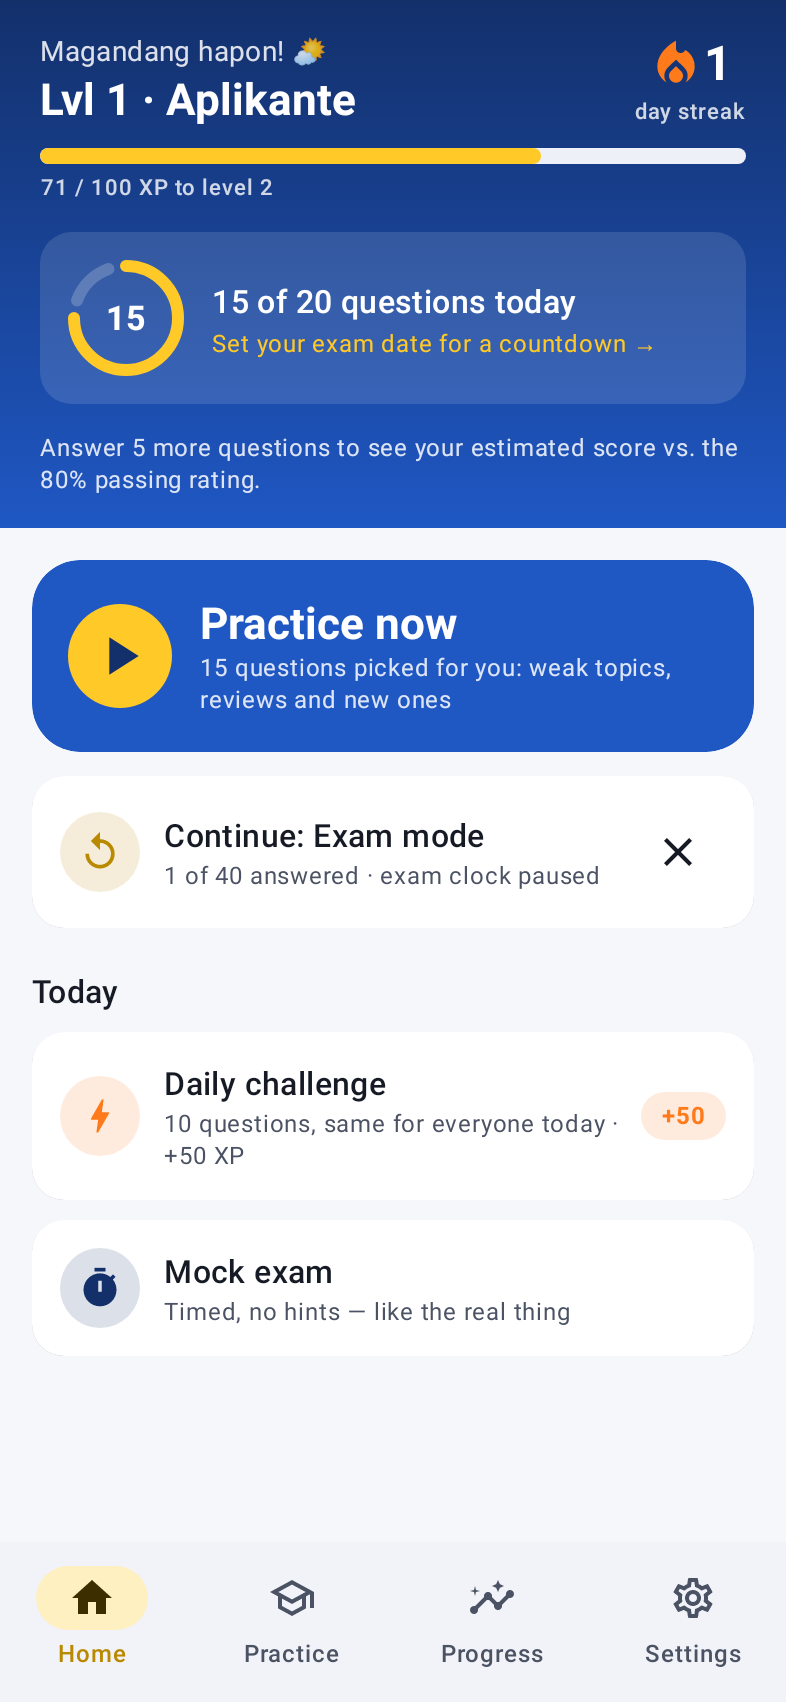 Magandang hapon! 🌤️
Lvl 1 · Aplikante
1
day streak
71 / 100 XP to level 2
15
15 of 20 questions today
Set your exam date for a countdown →
Answer 5 more questions to see your estimated score vs. the
80% passing rating.
Practice now
15 questions picked for you: weak topics,
reviews and new ones
Continue: Exam mode
1 of 40 answered · exam clock paused
Today
Daily challenge
10 questions, same for everyone today ·
+50 XP
+50
Mock exam
Timed, no hints — like the real thing
Home
Practice
Progress
Settings